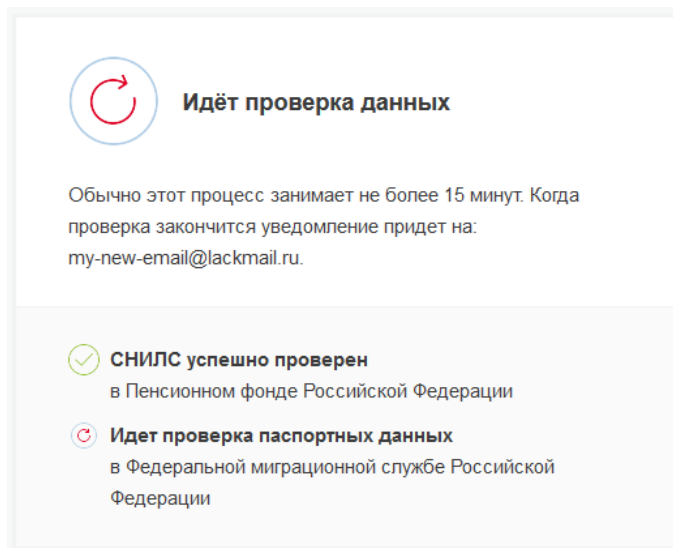 Идёт проверка данных
Обычно этот процесс занимает не более 15 минут. Когда
проверка закончится уведомление придет на:
my-new-email@lackmail.ru.
СНИЛС успешно проверен
в Пенсионном фонде Российской Федерации
Идет проверка паспортных данных
в Федеральной миграционной службе Российской
Федерации